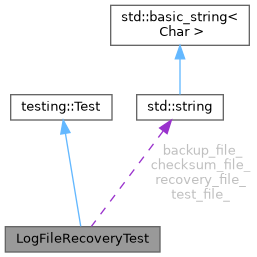 std::basic_string<
Char >
testing::Test
std::string
backup_file_
checksum_file_
recovery_file_
test_file_
LogFileRecoveryTest